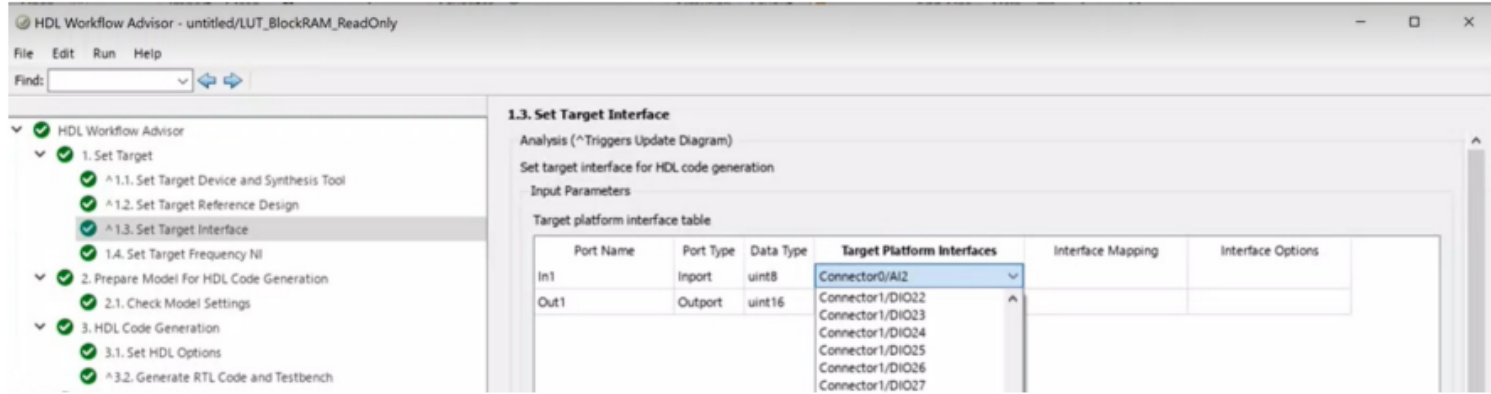 HDL Workflow Advisor - untitled/LUT_BlockRAM_ReadOnly
File Edit Run Help
Find:
HDL Workflow Advisor
1. Set Target
^1.1. Set Target Device and Synthesis Tool
^1.2. Set Target Reference Design
^1.3. Set Target Interface
1.4. Set Target Frequency NI
2. Prepare Model For HDL Code Generation
2.1. Check Model Settings
3. HDL Code Generation
3.1. Set HDL Options
^3.2. Generate RTL Code and Testbench
1.3. Set Target Interface
Analysis (^Triggers Update Diagram)
Set target interface for HDL code generation
Input Parameters
Target platform interface table
Port Name Port Type Data Type Target Platform Interfaces Interface Mapping Interface Options
In1 Inport uint8 Connector0/AI2
Out1 Outport uint16
Connector1/DIO22
Connector1/DIO23
Connector1/DIO24
Connector1/DIO25
Connector1/DIO26
Connector1/DIO27